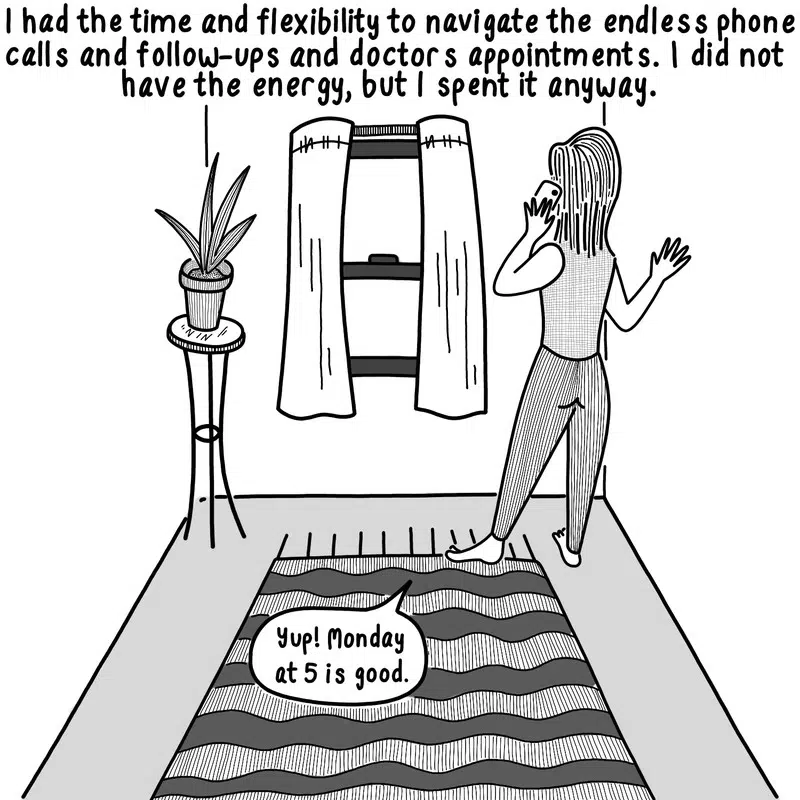 I had the time and flexibility to navigate the endless phone
calls and follow-ups and doctors appointments. I did not
have the energy, but I spent it anyway.
Yup! Monday
at 5 is good.